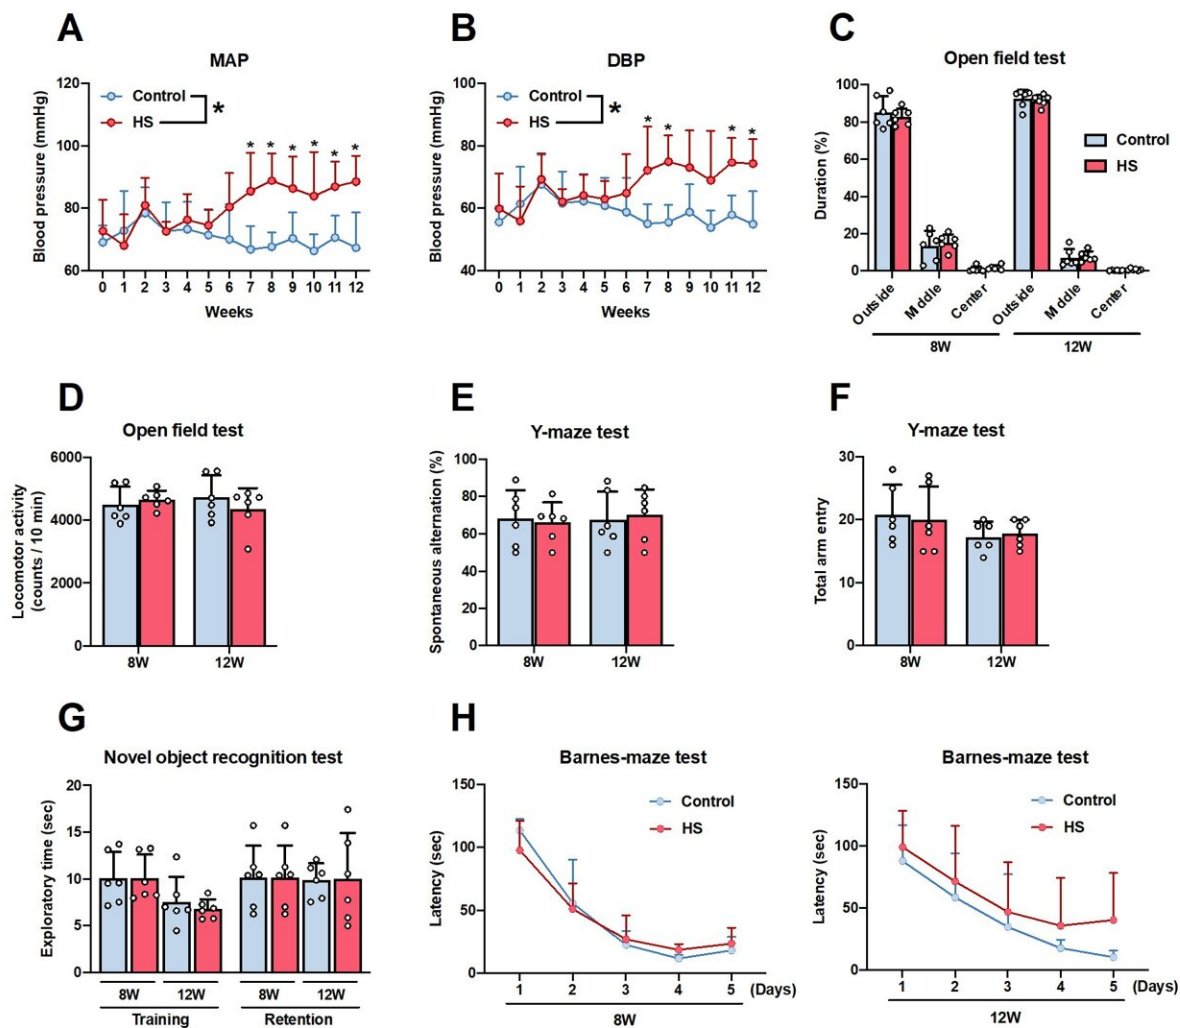 A
MAP
Blood pressure (mmHg)
120
100
80
60
Control
HS
*
* * * * * *
0 1 2 3 4 5 6 7 8 9 10 11 12
Weeks
B
DBP
Blood pressure (mmHg)
100
80
60
40
Control
HS
*
* * * *
0 1 2 3 4 5 6 7 8 9 10 11 12
Weeks
C
Open field test
Duration (%)
100
80
60
40
20
0
Control
HS
Outside
Middle
Center
Outside
Middle
Center
8W
12W
D
Open field test
Locomotor activity
(counts / 10 min)
6000
4000
2000
0
8W
12W
E
Y-maze test
Spontaneous alternation (%)
100
80
60
40
20
0
8W
12W
F
Y-maze test
Total arm entry
30
20
10
0
8W
12W
G
Novel object recognition test
Exploratory time (sec)
20
15
10
5
0
8W
12W
8W
12W
Training
Retention
H
Barnes-maze test
Latency (sec)
150
100
50
0
Control
HS
1 2 3 4 5 (Days)
8W
Barnes-maze test
Latency (sec)
150
100
50
0
Control
HS
1 2 3 4 5 (Days)
12W